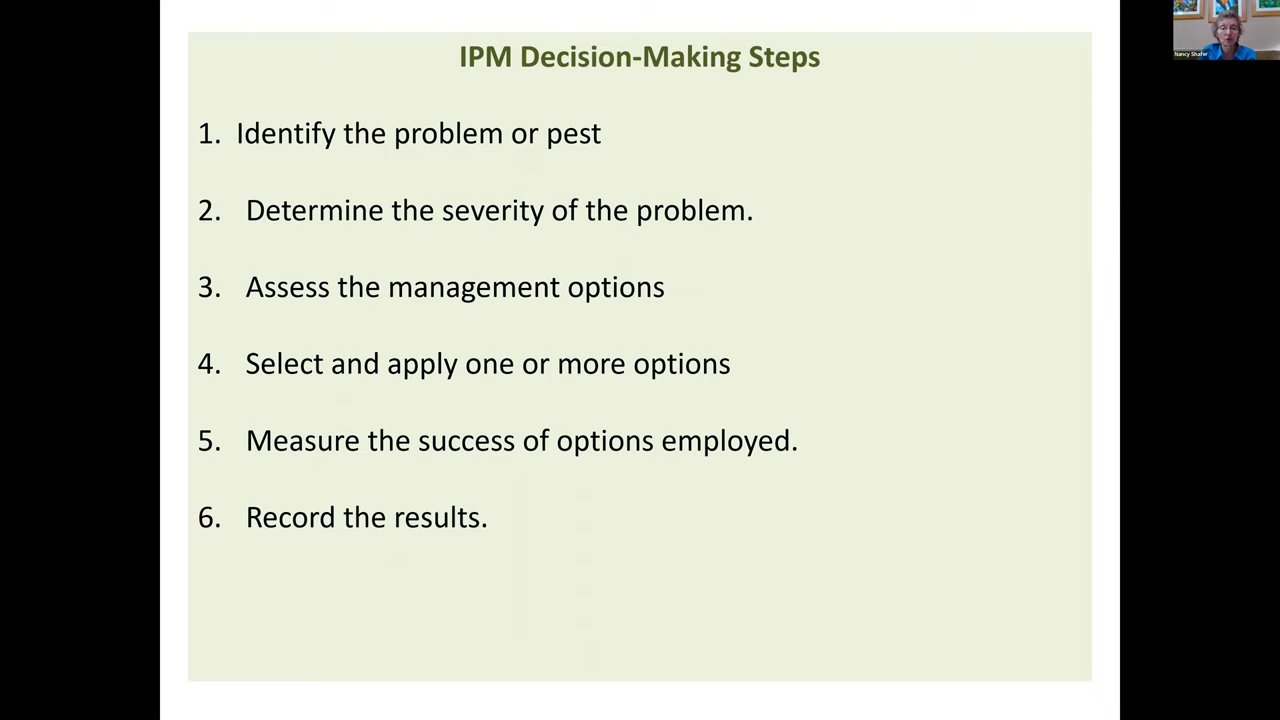 IPM Decision-Making Steps
1. Identify the problem or pest
2. Determine the severity of the problem.
3. Assess the management options
4. Select and apply one or more options
5. Measure the success of options employed.
6. Record the results.
Nancy Shafer